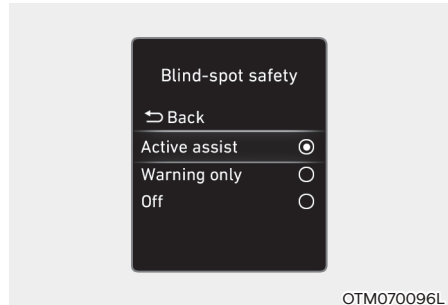 Blind-spot safety
Back
Active assist
Warning only
Off
OTM070096L